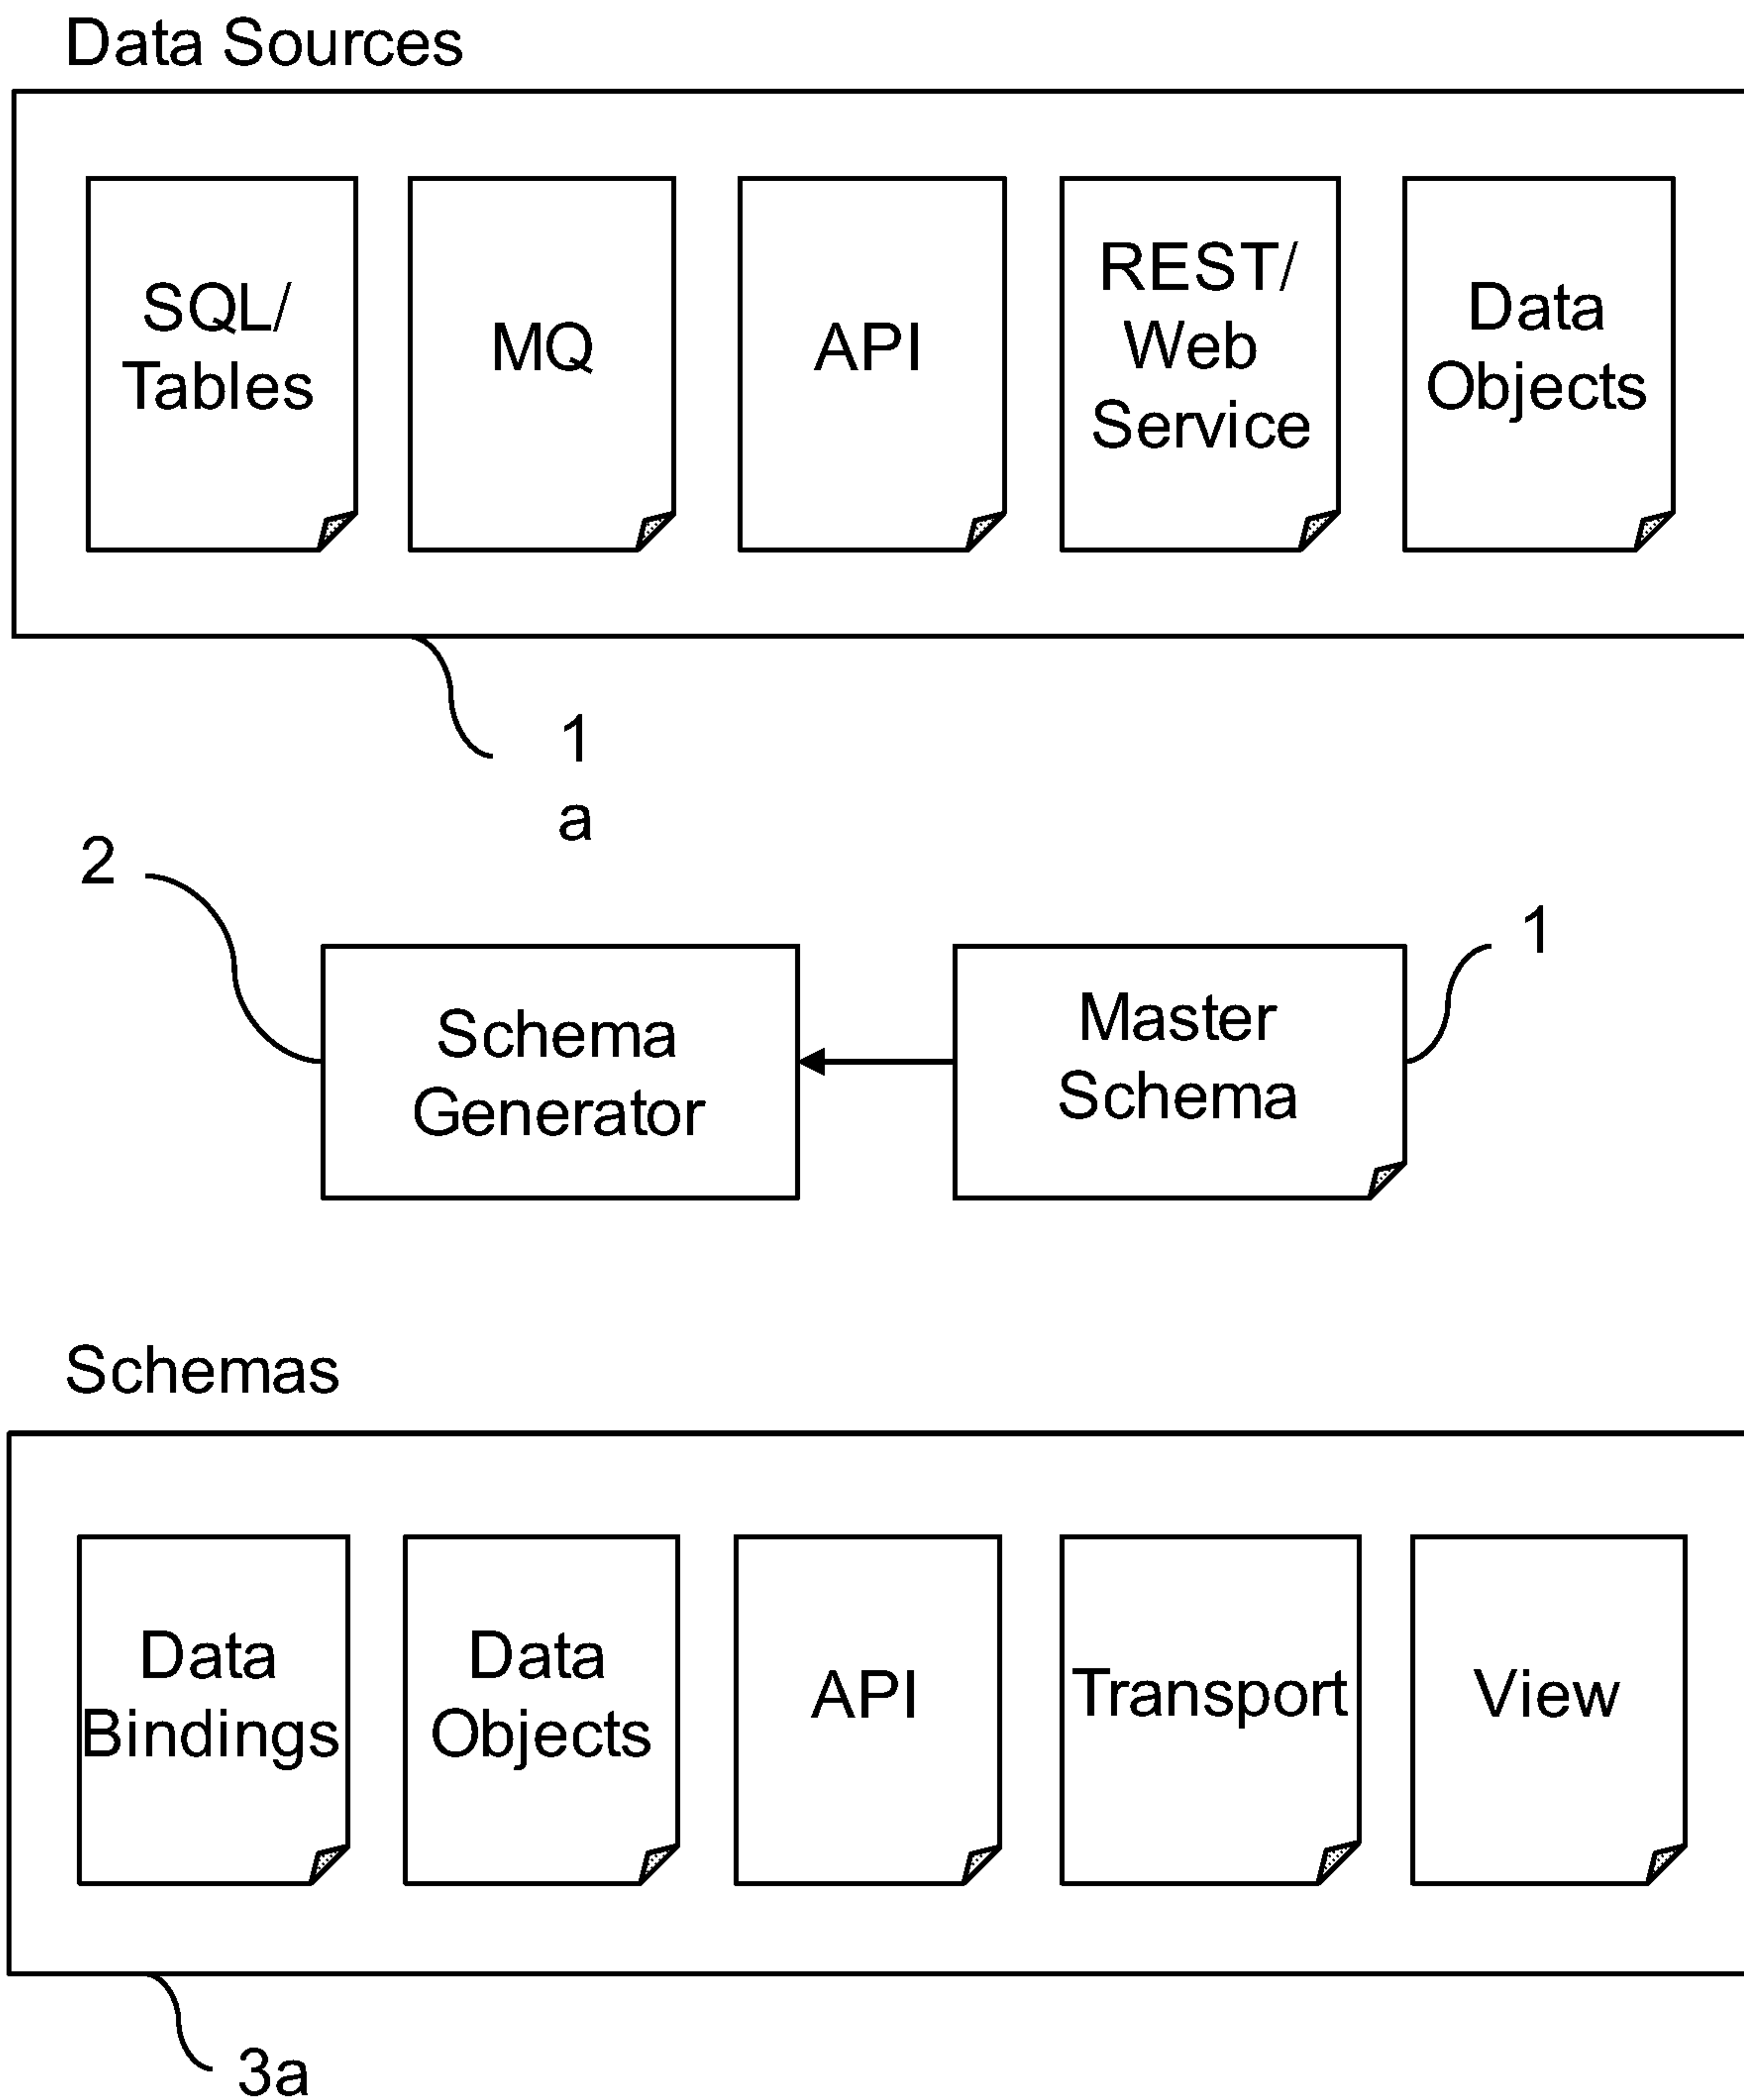 Data Sources
SQL/
Tables
MQ
API
REST/
Web
Service
Data
Objects
1
a
2
1
Schema
Generator
Master
Schema
Schemas
Data
Bindings
Data
Objects
API
Transport
View
3a